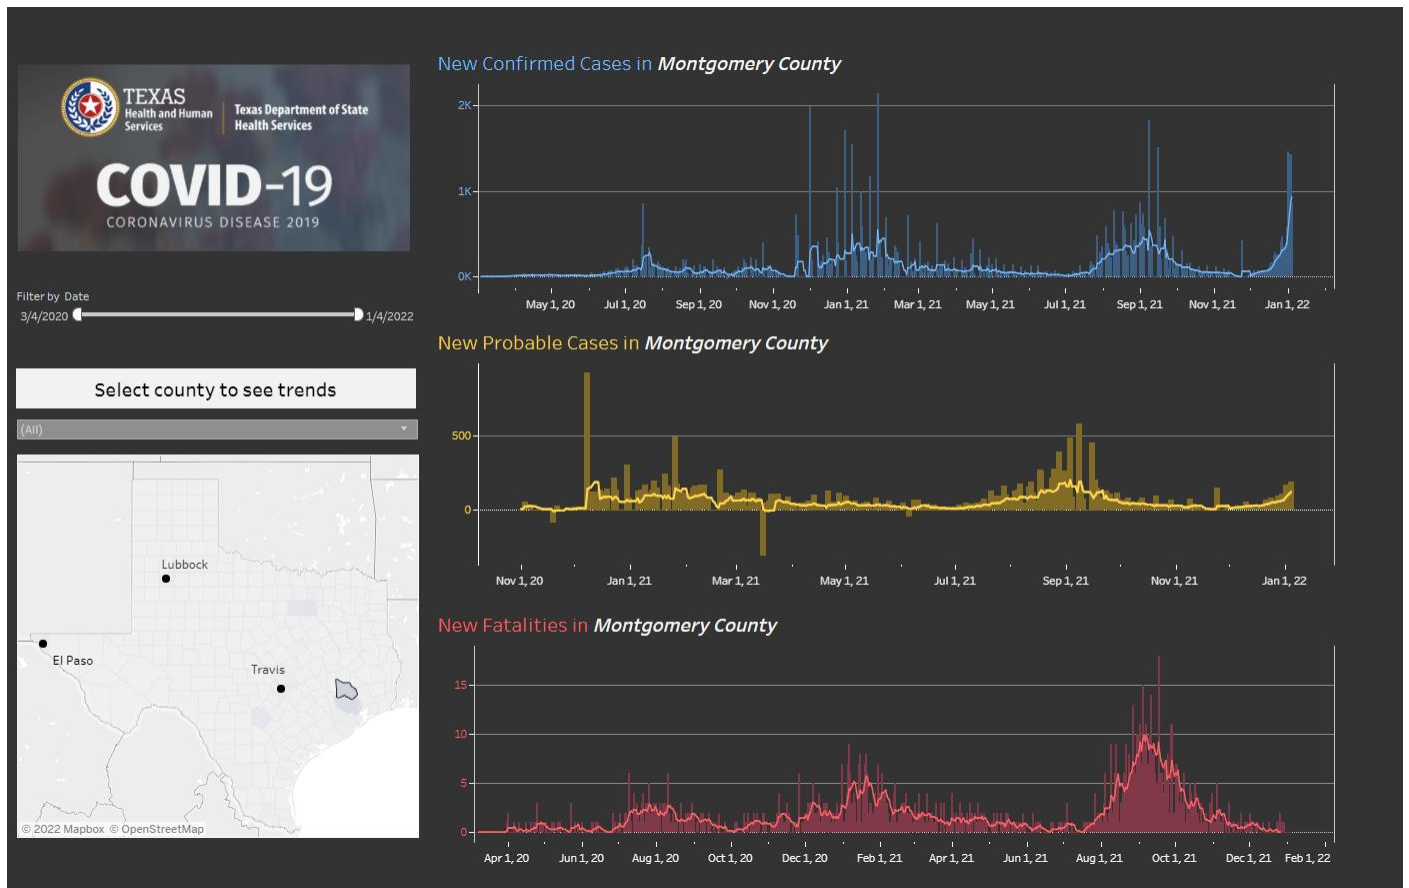 TEXAS
Health and Human
Services
Texas Department of State
Health Services
COVID-19
CORONAVIRUS DISEASE 2019
Filter by Date
3/4/2020
1/4/2022
Select county to see trends
(All)
Lubbock
El Paso
Travis
© 2022 Mapbox © OpenStreetMap
New Confirmed Cases in Montgomery County
2K
1K
0K
May 1, 20 Jul 1, 20 Sep 1, 20 Nov 1, 20 Jan 1, 21 Mar 1, 21 May 1, 21 Jul 1, 21 Sep 1, 21 Nov 1, 21 Jan 1, 22
New Probable Cases in Montgomery County
500
0
Nov 1, 20 Jan 1, 21 Mar 1, 21 May 1, 21 Jul 1, 21 Sep 1, 21 Nov 1, 21 Jan 1, 22
New Fatalities in Montgomery County
15
10
5
0
Apr 1, 20 Jun 1, 20 Aug 1, 20 Oct 1, 20 Dec 1, 20 Feb 1, 21 Apr 1, 21 Jun 1, 21 Aug 1, 21 Oct 1, 21 Dec 1, 21 Feb 1, 22